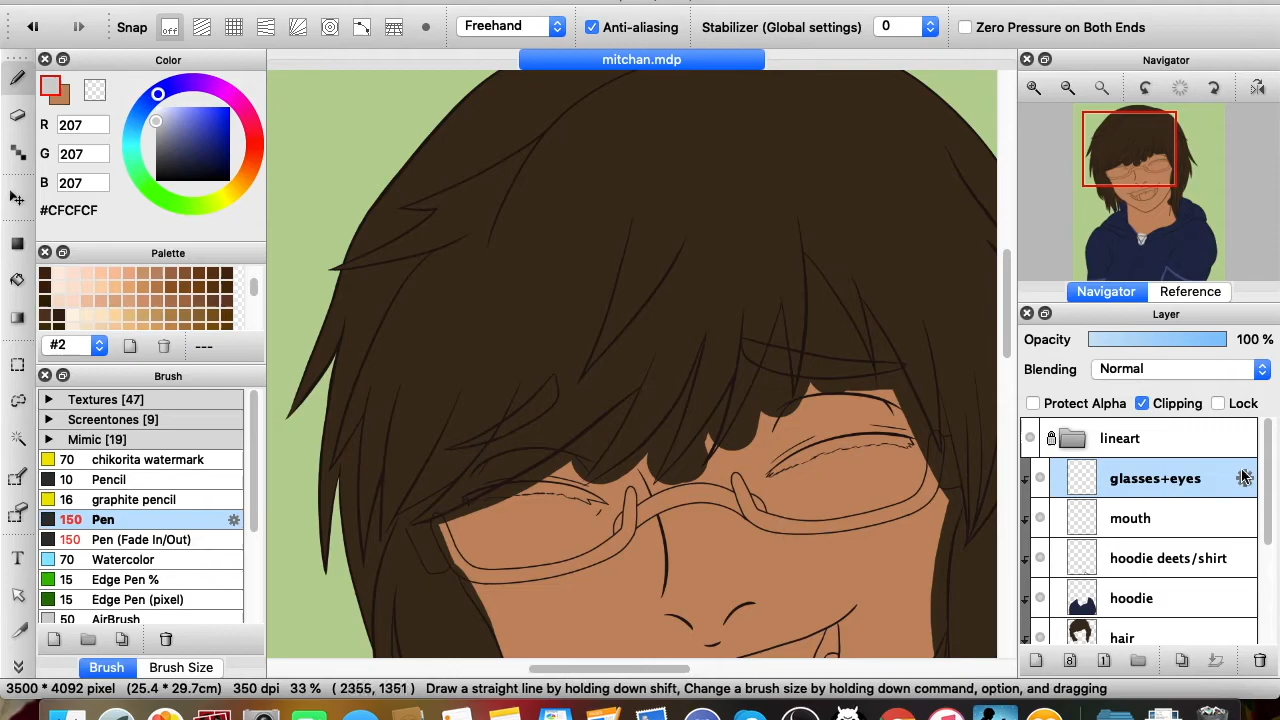 Snap off Freehand Anti-aliasing Stabilizer (Global settings) 0 Zero Pressure on Both Ends
Color mitchan.mdp Navigator
R 207
G 207
B 207
#CFCFCF
Palette
#2 ---
Navigator Reference
Layer
Opacity 100 %
Blending Normal
Protect Alpha Clipping Lock
lineart
glasses+eyes
mouth
hoodie deets/shirt
hoodie
hair
Brush
Textures [47]
Screentones [9]
Mimic [19]
70 chikorita watermark
10 Pencil
16 graphite pencil
150 Pen
150 Pen (Fade In/Out)
70 Watercolor
15 Edge Pen %
15 Edge Pen (pixel)
50 AirBrush
Brush Brush Size
3500 * 4092 pixel (25.4 * 29.7cm) 350 dpi 33 % ( 2355, 1351 ) Draw a straight line by holding down shift, Change a brush size by holding down command, option, and dragging